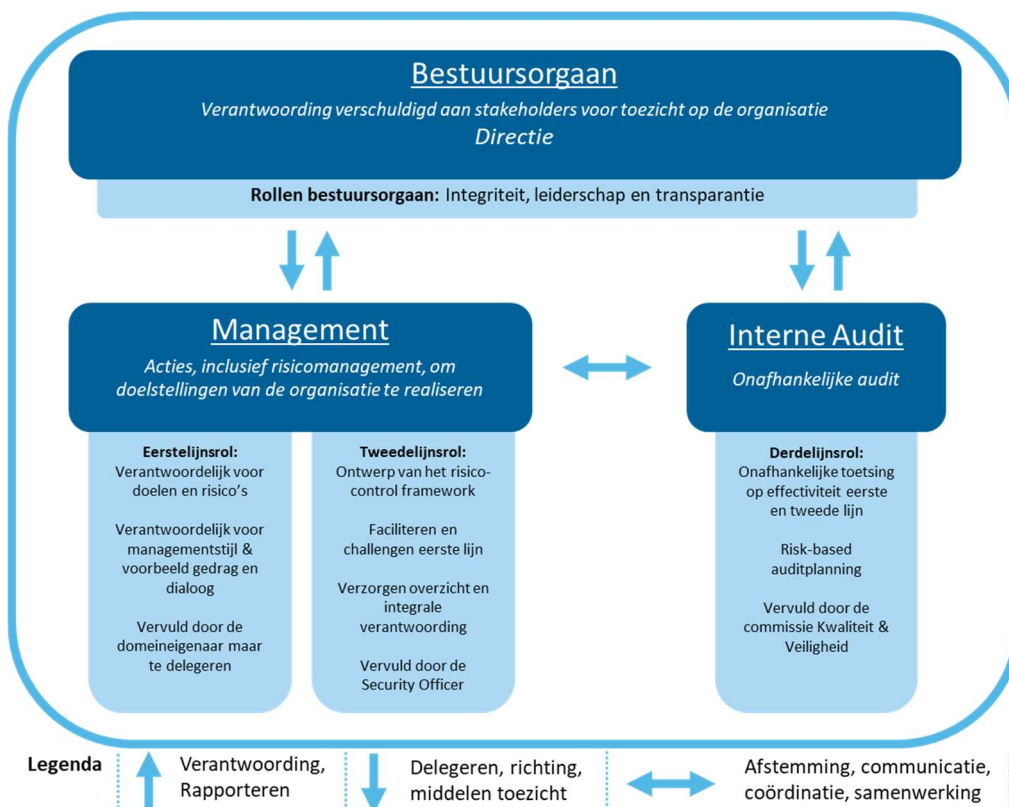 Bestuursorgaan
Verantwoording verschuldigd aan stakeholders voor toezicht op de organisatie
Directie
Rollen bestuursorgaan: Integriteit, leiderschap en transparantie
Management
Acties, inclusief risicomanagement, om
doelstellingen van de organisatie te realiseren
Interne Audit
Onafhankelijke audit
Eerstelijnsrol:
Verantwoordelijk voor
doelen en risico's
Verantwoordelijk voor
managementstijl &
voorbeeld gedrag en
dialoog
Vervuld door de
domeineigenaar maar
te delegeren
Tweedelijnsrol:
Ontwerp van het risico-
control framework
Faciliteren en
challengen eerste lijn
Verzorgen overzicht en
integrale
verantwoording
Vervuld door de
Security Officer
Derdelijnsrol:
Onafhankelijke toetsing
op effectiviteit eerste
en tweede lijn
Risk-based
auditplanning
Vervuld door de
commissie Kwaliteit &
Veiligheid
Legenda
Verantwoording,
Rapporteren
Delegeren, richting,
middelen toezicht
Afstemming, communicatie,
coördinatie, samenwerking